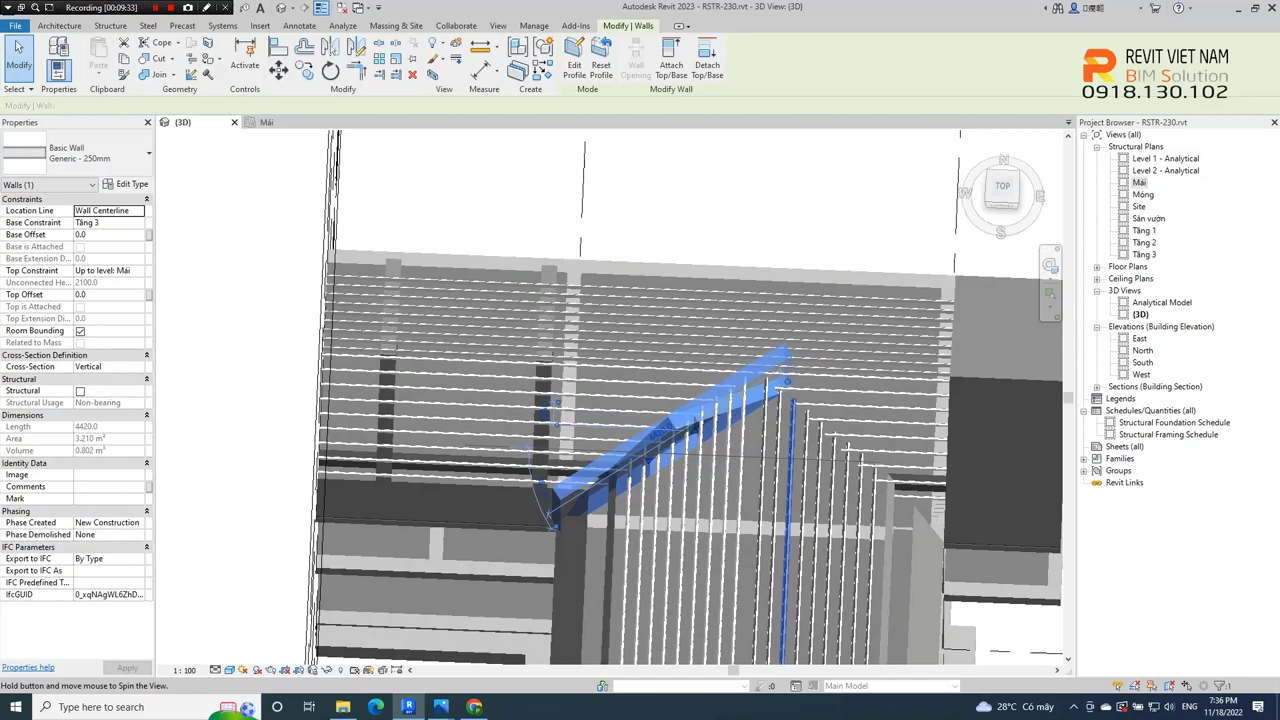 Recording [00:09:33]
Autodesk Revit 2023 - RSTR-230.rvt - 3D View: {3D}
File Architecture Structure Steel Precast Systems Insert Annotate Analyze Massing & Site Collaborate View Manage Add-Ins Modify | Walls
Modify
Properties
Paste
Cope
Cut
Join
Activate
Edit Profile
Reset Profile
Wall Opening
Attach Top/Base
Detach Top/Base
Select Properties Clipboard Geometry Controls Modify View Measure Create Mode Modify Wall
REVIT VIET NAM
BIM Solution
0918.130.102
Modify | Walls
Properties
{3D}
Mái
Project Browser - RSTR-230.rvt
Basic Wall
Generic - 250mm
Walls (1)
Edit Type
Constraints
Location Line Wall Centerline
Base Constraint Tầng 3
Base Offset 0.0
Base is Attached
Base Extension D...
0.0
Top Constraint Up to level: Mái
Unconnected He... 2100.0
Top Offset 0.0
Top is Attached
Top Extension Di... 0.0
Room Bounding
Related to Mass
Cross-Section Definition
Cross-Section Vertical
Structural
Structural
Structural Usage Non-bearing
Dimensions
Length 4420.0
Area 3.210 m²
Volume 0.802 m³
Identity Data
Image
Comments
Mark
Phasing
Phase Created New Construction
Phase Demolished None
IFC Parameters
Export to IFC By Type
Export to IFC As
IFC Predefined T...
IfcGUID 0_xqNAgWL6ZhD...
Properties help
Apply
TOP
N
W
E
S
Views (all)
Structural Plans
Level 1 - Analytical
Level 2 - Analytical
Mái
Móng
Site
Sân vườn
Tầng 1
Tầng 2
Tầng 3
Floor Plans
Ceiling Plans
3D Views
Analytical Model
{3D}
Elevations (Building Elevation)
East
North
South
West
Sections (Building Section)
Legends
Schedules/Quantities (all)
Structural Foundation Schedule
Structural Framing Schedule
Sheets (all)
Families
Groups
Revit Links
1 : 100
Hold button and move mouse to Spin the View.
:0
Main Model
:1
Type here to search
28°C Có mây
ENG
7:36 PM
11/18/2022